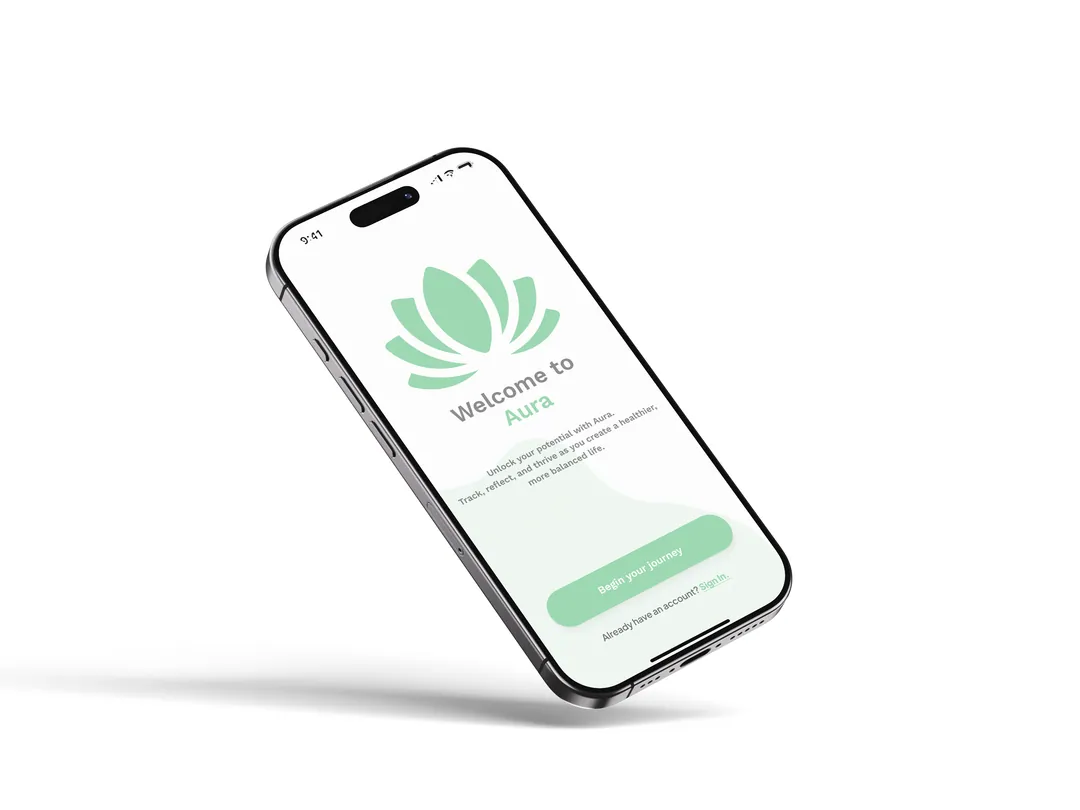 9:41
Welcome to
Aura
Unlock your potential with Aura.
Track, reflect, and thrive as you create a healthier,
more balanced life.
Begin your journey
Already have an account? Sign In.